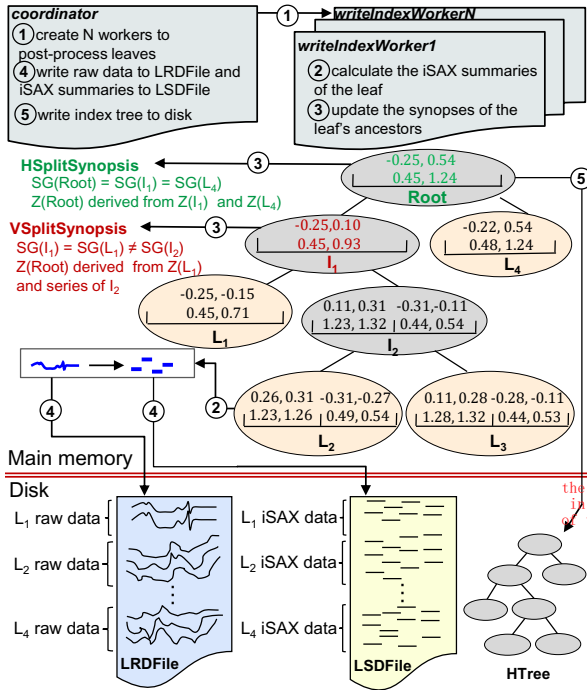 coordinator
① create N workers to
post-process leaves
④ write raw data to LRDFile and
iSAX summaries to LSDFile
⑤ write index tree to disk
①
writeIndexWorkerN
writeIndexWorker1
② calculate the iSAX summaries
of the leaf
③ update the synopses of the
leaf's ancestors
HSplitSynopsis
SG(Root) = SG(I1) = SG(L4)
Z(Root) derived from Z(I1) and Z(L4)
③
-0.25, 0.54
0.45, 1.24
Root
⑤
VSplitSynopsis
SG(I1) = SG(L1) ≠ SG(I2)
Z(Root) derived from Z(L1)
and series of I2
③
-0.25,0.10
0.45, 0.93
I1
-0.22, 0.54
0.48, 1.24
L4
-0.25, -0.15
0.45, 0.71
L1
0.11, 0.31 -0.31,-0.11
1.23, 1.32 0.44, 0.54
I2
②
0.26, 0.31 -0.31,-0.27
1.23, 1.26 0.49, 0.54
L2
0.11, 0.28 -0.28, -0.11
1.28, 1.32 0.44, 0.53
L3
④
④
Main memory
Disk
the
in
of
L1 raw data
L2 raw data
L4 raw data
LRDFile
L1 iSAX data
L2 iSAX data
L4 iSAX data
LSDFile
HTree